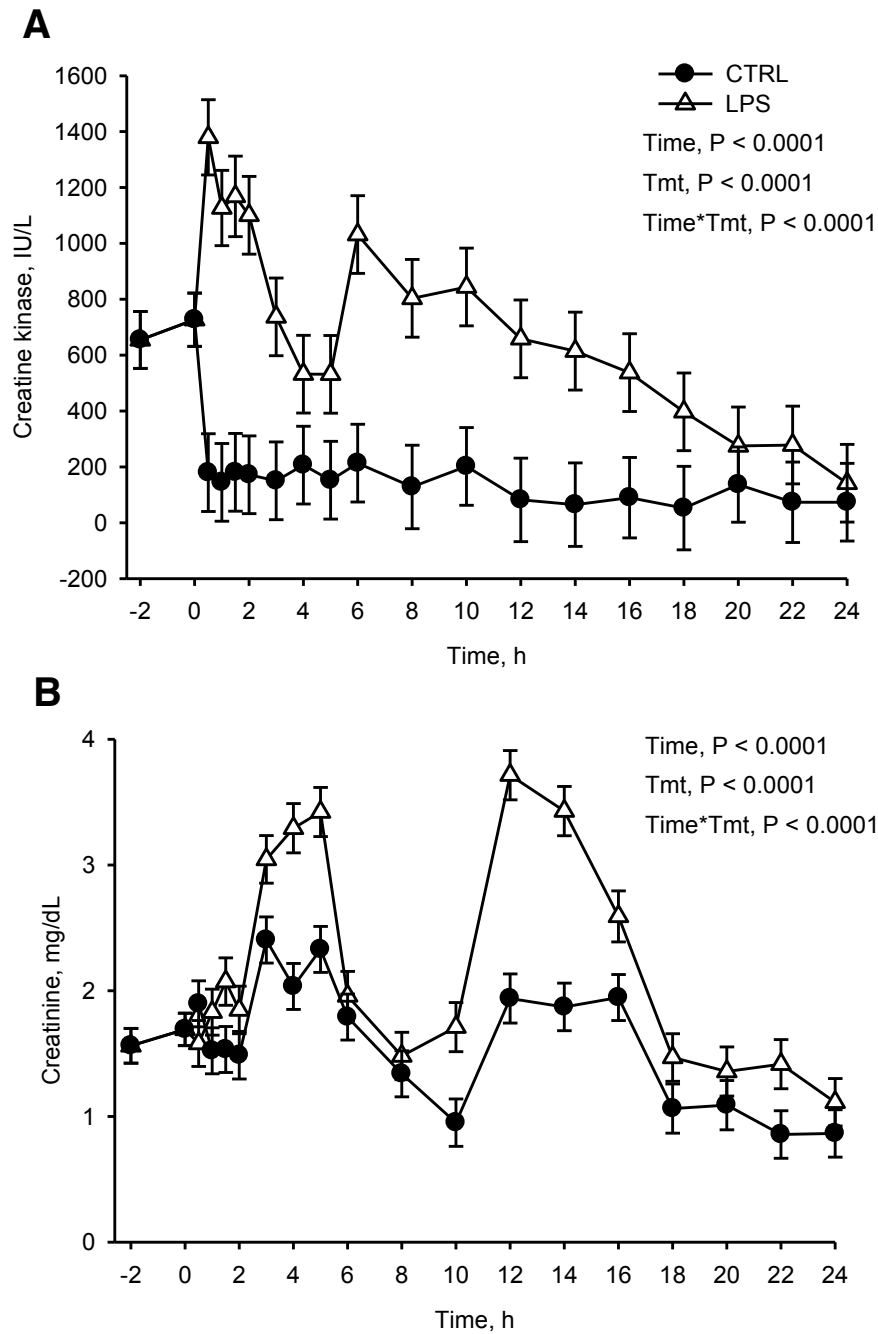 A
CTRL
LPS
Time, P < 0.0001
Tmt, P < 0.0001
Time*Tmt, P < 0.0001
Creatine kinase, IU/L
1600
1400
1200
1000
800
600
400
200
0
-200
-2 0 2 4 6 8 10 12 14 16 18 20 22 24
Time, h
B
Time, P < 0.0001
Tmt, P < 0.0001
Time*Tmt, P < 0.0001
Creatinine, mg/dL
4
3
2
1
0
-2 0 2 4 6 8 10 12 14 16 18 20 22 24
Time, h